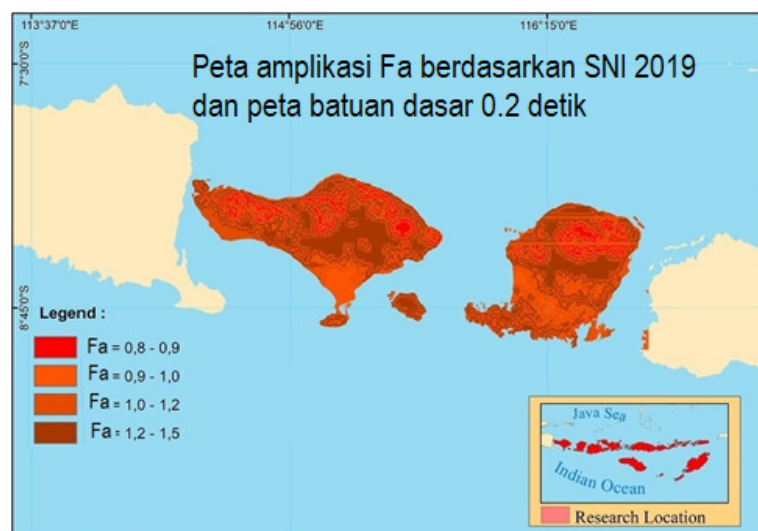 113°37'0"E
114°56'0"E
116°15'0"E
7°30'0"S
Peta amplikasi Fa berdasarkan SNI 2019
dan peta batuan dasar 0.2 detik
8°45'0"S
Legend :
Fa = 0,8 - 0,9
Fa = 0,9 - 1,0
Fa = 1,0 - 1,2
Fa = 1,2 - 1,5
Java Sea
Indian Ocean
Research Location